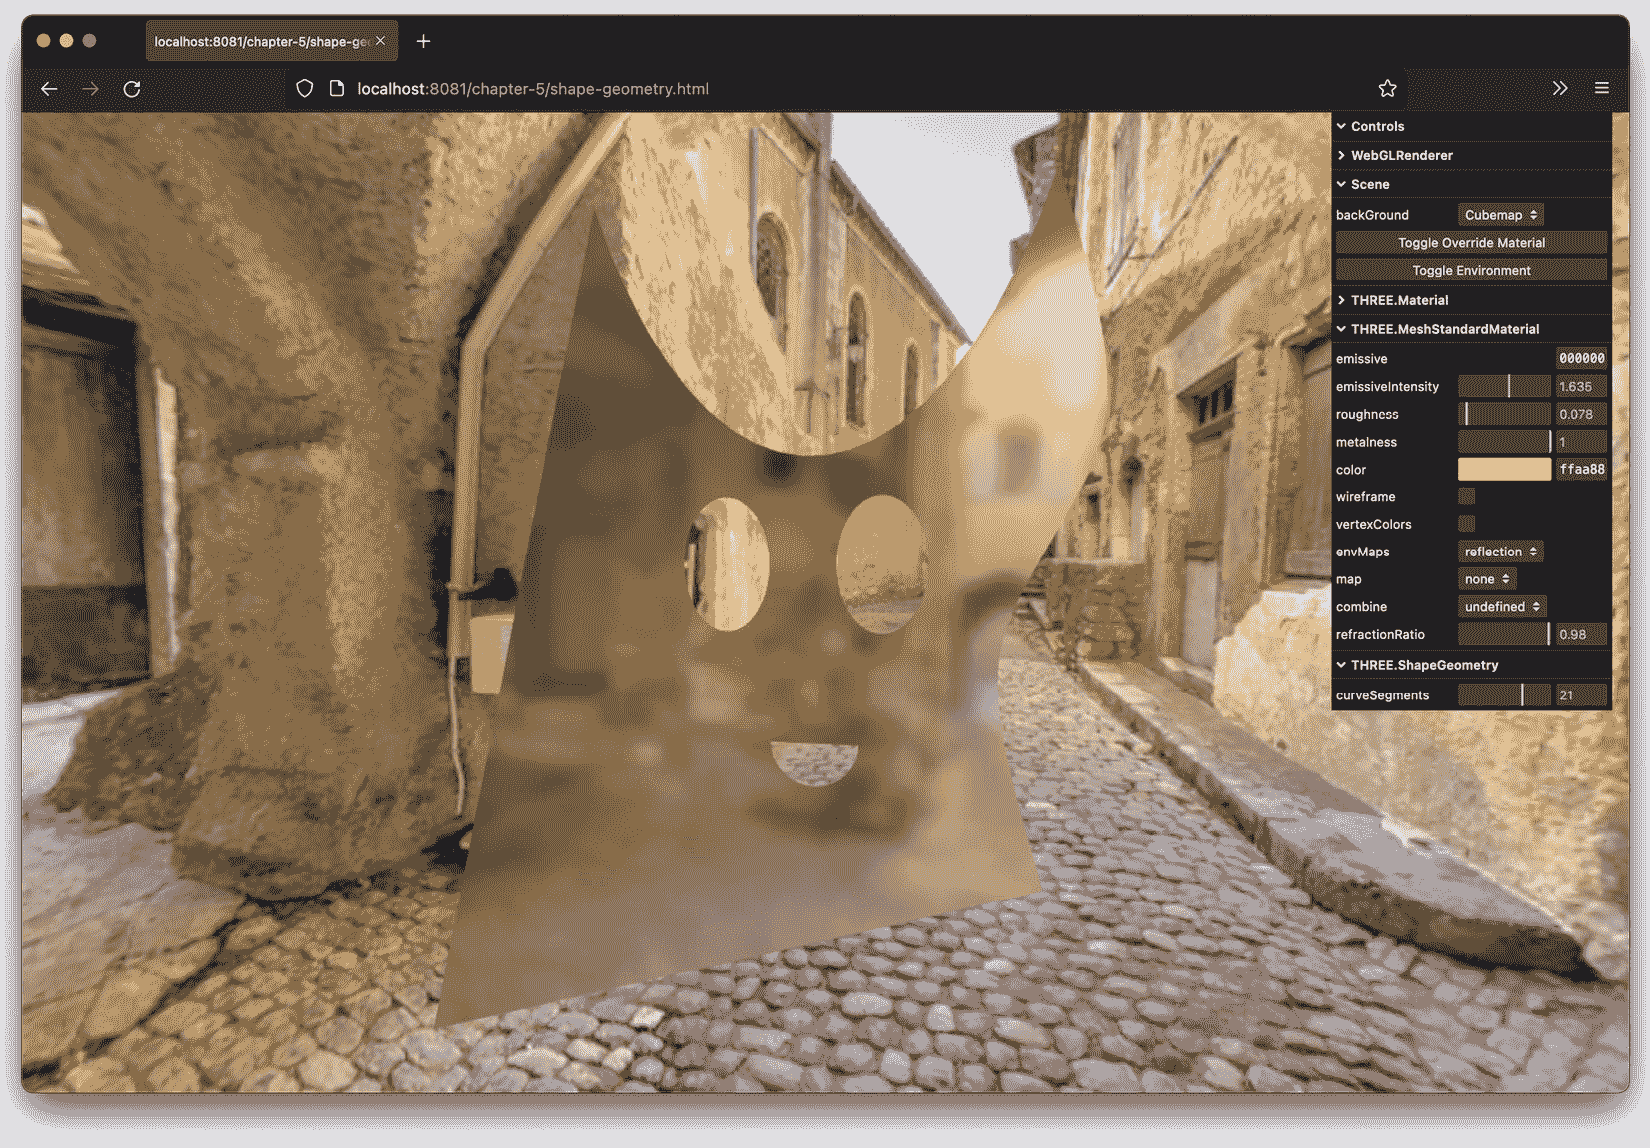 localhost:8081/chapter-5/shape-ge
localhost:8081/chapter-5/shape-geometry.html
Controls
WebGLRenderer
Scene
backGround Cubemap
Toggle Override Material
Toggle Environment
THREE.Material
THREE.MeshStandardMaterial
emissive 000000
emissiveIntensity 1.635
roughness 0.078
metalness 1
color ffaa88
wireframe
vertexColors
envMaps reflection
map none
combine undefined
refractionRatio 0.98
THREE.ShapeGeometry
curveSegments 21